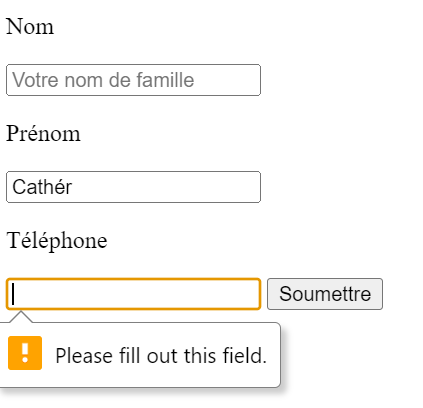 Nom
Votre nom de famille
Prénom
Cathér
Téléphone
Soumettre
Please fill out this field.